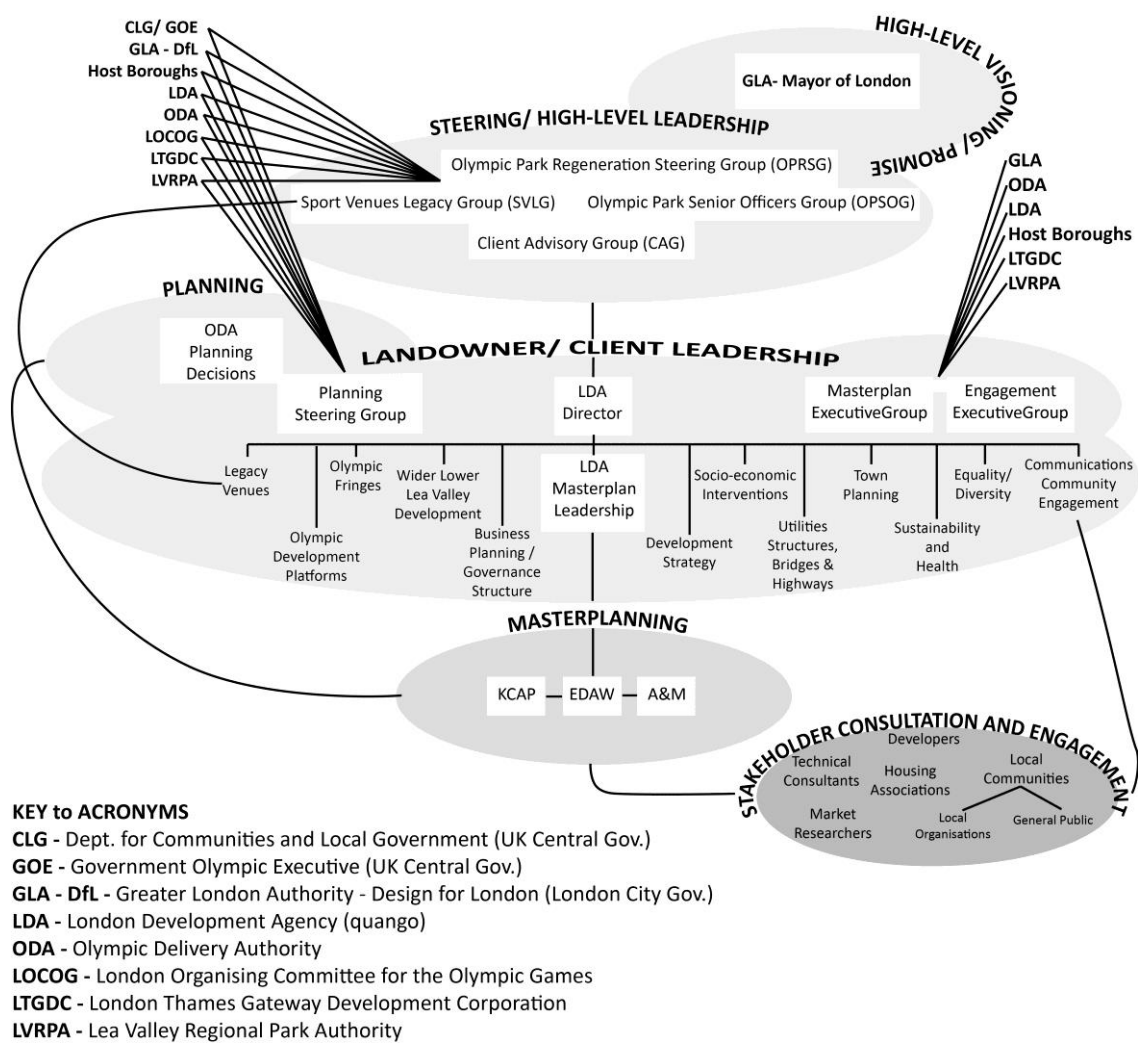 CLG/ GOE
GLA - DfL
Host Boroughs
LDA
ODA
LOCOG
LTGDC
LVRPA
HIGH-LEVEL VISIONING/ PROMISE
GLA- Mayor of London
STEERING/ HIGH-LEVEL LEADERSHIP
Olympic Park Regeneration Steering Group (OPRSG)
Sport Venues Legacy Group (SVLG)
Olympic Park Senior Officers Group (OPSOG)
Client Advisory Group (CAG)
GLA
ODA
LDA
Host Boroughs
LTGDC
LVRPA
PLANNING
ODA
Planning
Decisions
LANDOWNER/ CLIENT LEADERSHIP
Planning
Steering Group
LDA
Director
Masterplan
ExecutiveGroup
Engagement
ExecutiveGroup
Legacy
Venues
Olympic
Development
Platforms
Olympic
Fringes
Wider Lower
Lea Valley
Development
Business
Planning /
Governance
Structure
LDA
Masterplan
Leadership
Development
Strategy
Socio-economic
Interventions
Utilities
Structures,
Bridges &
Highways
Town
Planning
Sustainability
and
Health
Equality/
Diversity
Communications
Community
Engagement
MASTERPLANNING
KCAP
EDAW
A&M
STAKEHOLDER CONSULTATION AND ENGAGEMENT
Developers
Technical
Consultants
Housing
Associations
Local
Communities
Market
Researchers
Local
Organisations
General Public
KEY to ACRONYMS
CLG - Dept. for Communities and Local Government (UK Central Gov.)
GOE - Government Olympic Executive (UK Central Gov.)
GLA - DfL - Greater London Authority - Design for London (London City Gov.)
LDA - London Development Agency (quango)
ODA - Olympic Delivery Authority
LOCOG - London Organising Committee for the Olympic Games
LTGDC - London Thames Gateway Development Corporation
LVRPA - Lea Valley Regional Park Authority